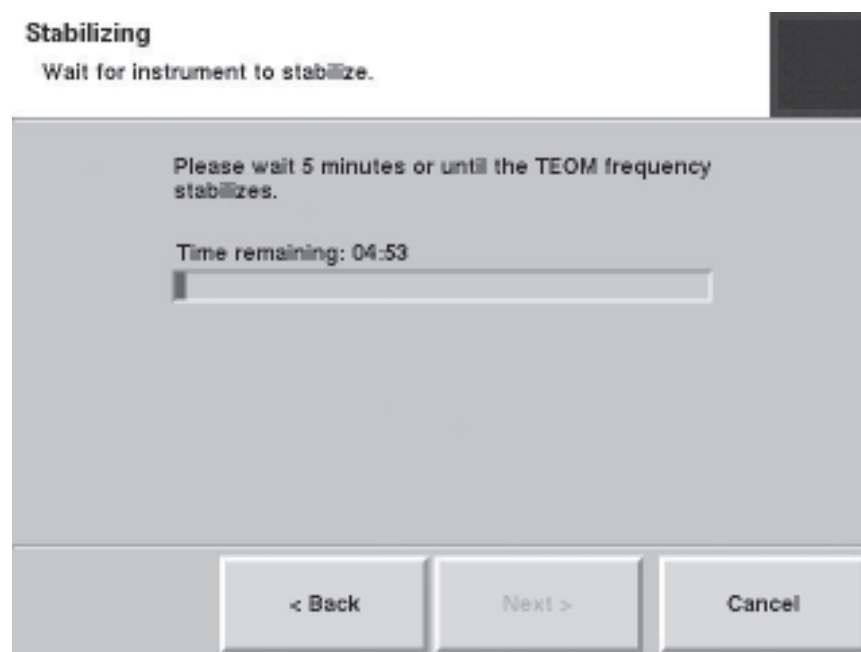 Stabilizing
Wait for instrument to stabilize.
Please wait 5 minutes or until the TEOM frequency
stabilizes.
Time remaining: 04:53
< Back
Next >
Cancel